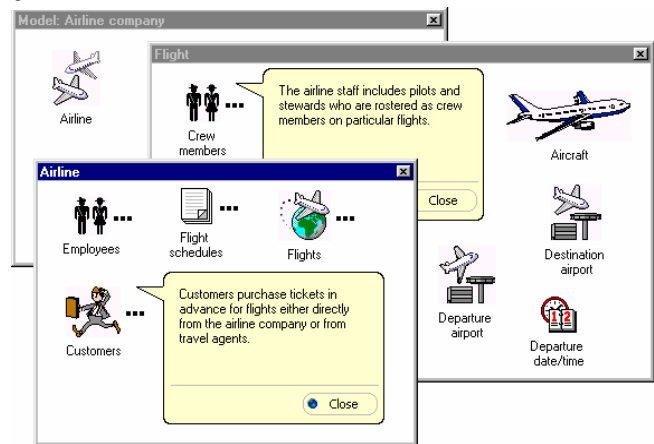 Model: Airline company
Airline
Flight
Crew
members
...
The airline staff includes pilots and
stewards who are rostered as crew
members on particular flights.
Close
Aircraft
Destination
airport
Departure
airport
12
Departure
date/time
Airline
Employees
...
Flight
schedules
...
Flights
...
Customers
...
Customers purchase tickets in
advance for flights either directly
from the airline company or from
travel agents.
Close